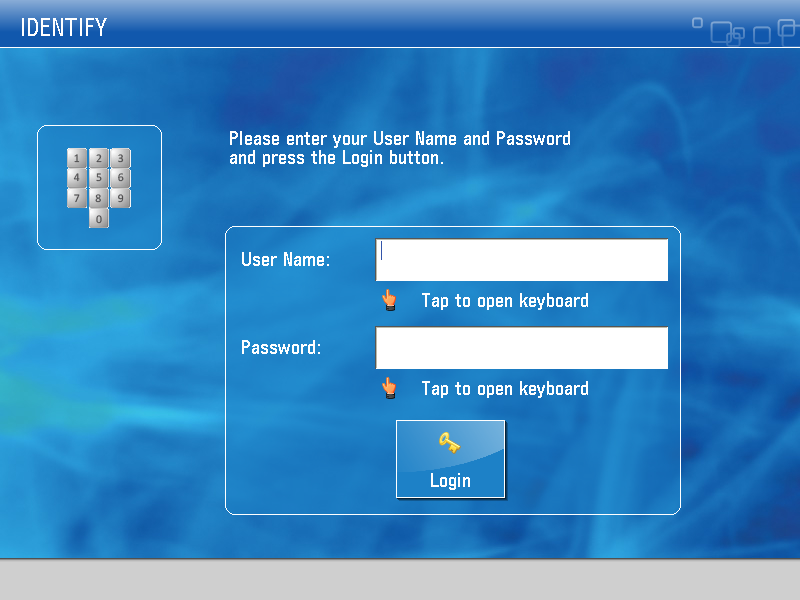 IDENTIFY
Please enter your User Name and Password
and press the Login button.
1 2 3
4 5 6
7 8 9
0
User Name:
Tap to open keyboard
Password:
Tap to open keyboard
Login